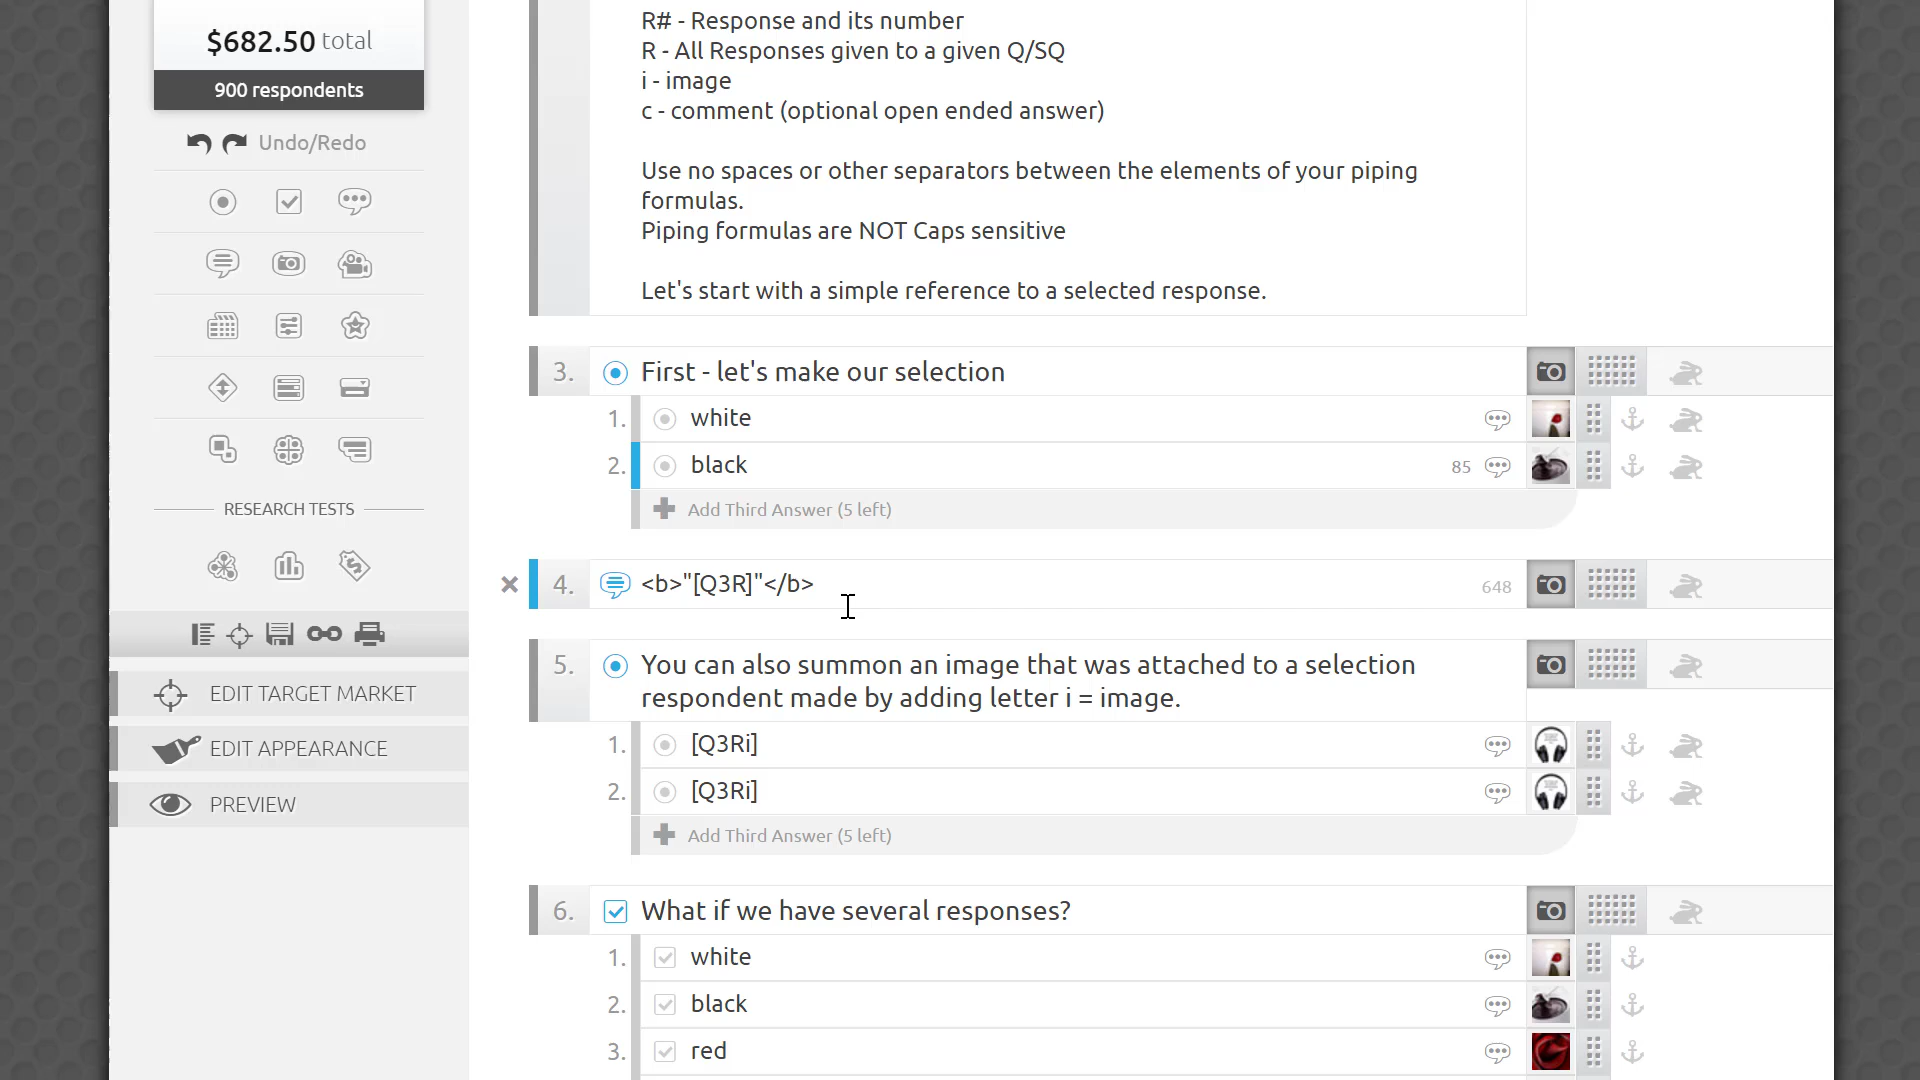 $682.50 total
900 respondents
Undo/Redo
RESEARCH TESTS
EDIT TARGET MARKET
EDIT APPEARANCE
PREVIEW
R# - Response and its number
R - All Responses given to a given Q/SQ
i - image
c - comment (optional open ended answer)
Use no spaces or other separators between the elements of your piping
formulas.
Piping formulas are NOT Caps sensitive
Let's start with a simple reference to a selected response.
3. First - let's make our selection
1. white
2. black 85
Add Third Answer (5 left)
4. <b>"[Q3R]"</b> 648
5. You can also summon an image that was attached to a selection
respondent made by adding letter i = image.
1. [Q3Ri]
2. [Q3Ri]
Add Third Answer (5 left)
6. What if we have several responses?
1. white
2. black
3. red